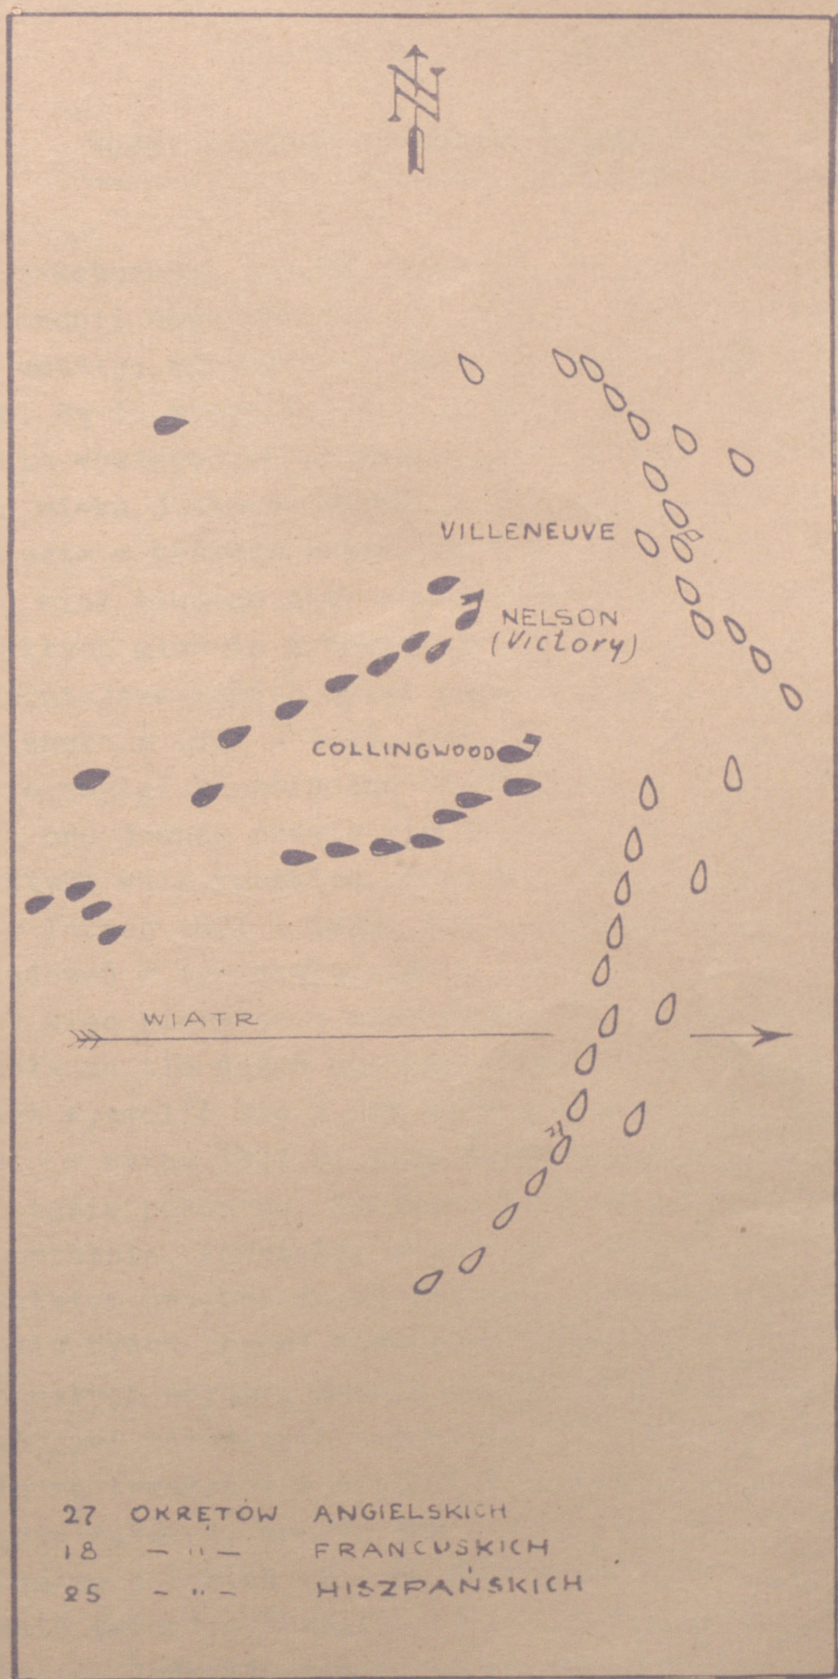 N
VILLENEUVE
NELSON
(Victory)
COLLINGWOOD
WIATR
27 OKRĘTÓW ANGIELSKICH
18 — " — FRANCUSKICH
25 — " — HISZPAŃSKICH